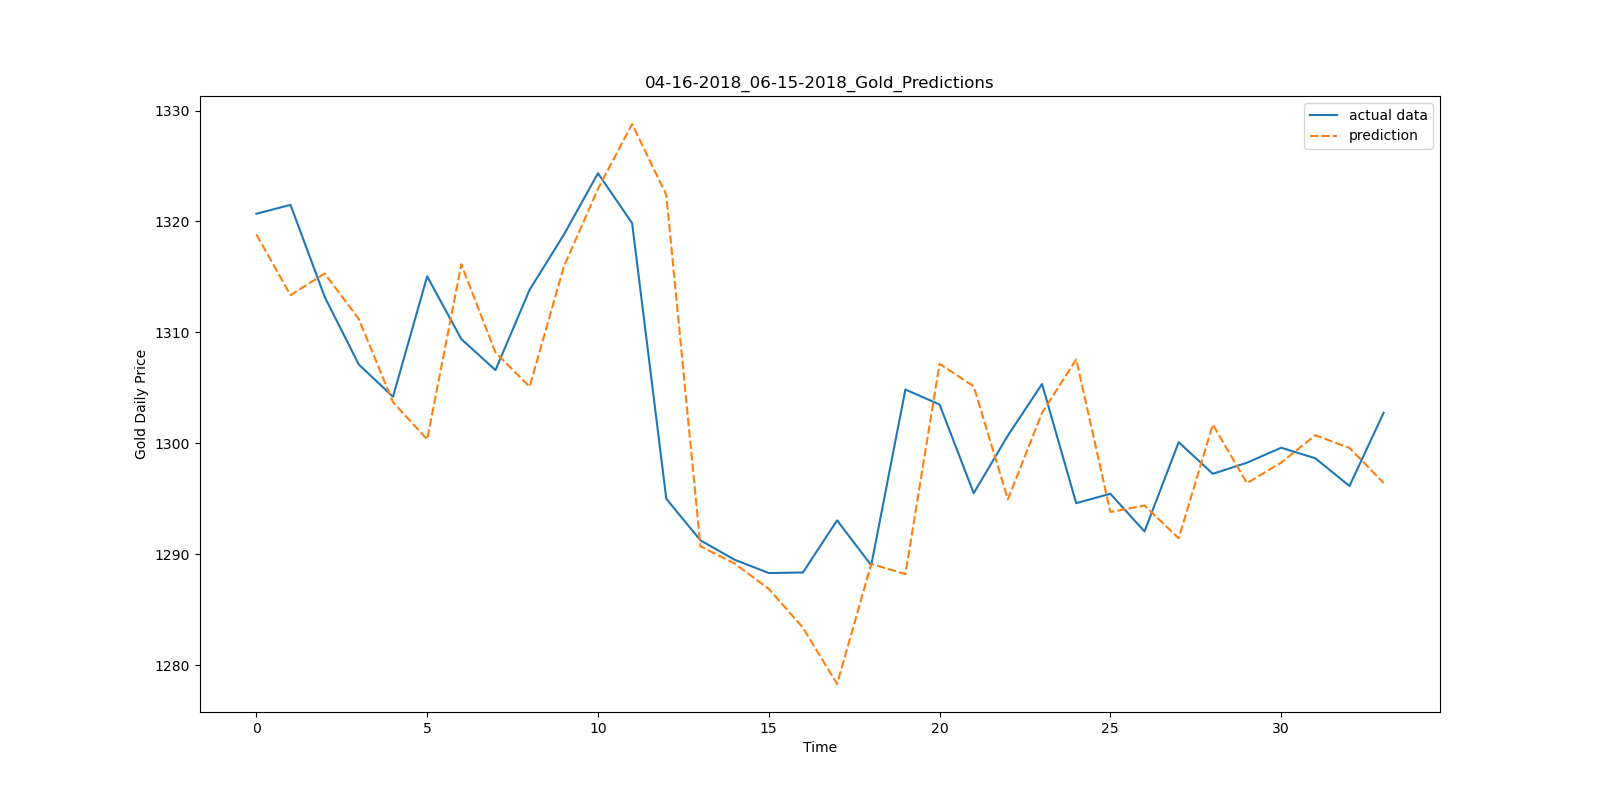 04-16-2018_06-15-2018_Gold_Predictions
actual data
prediction
1330
1320
1310
1300
1290
1280
Gold Daily Price
0 5 10 15 20 25 30
Time